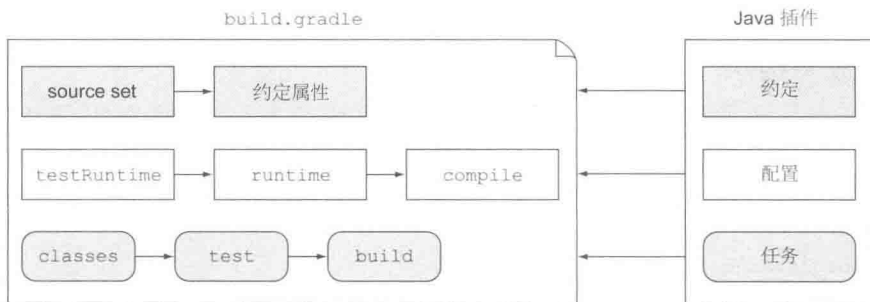 build.gradle
Java 插件
source set
约定属性
约定
testRuntime
runtime
compile
配置
classes
test
build
任务